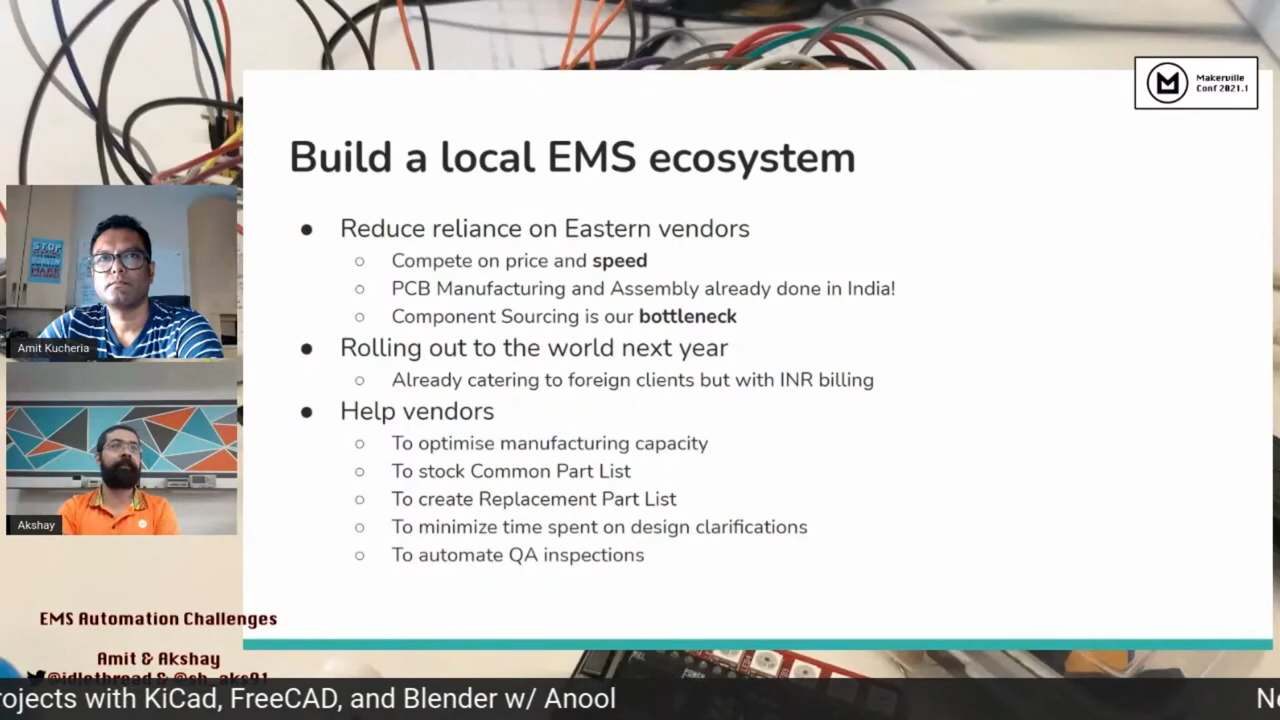 Makerville
Conf 2021.1
Build a local EMS ecosystem
● Reduce reliance on Eastern vendors
○ Compete on price and speed
○ PCB Manufacturing and Assembly already done in India!
○ Component Sourcing is our bottleneck
● Rolling out to the world next year
○ Already catering to foreign clients but with INR billing
● Help vendors
○ To optimise manufacturing capacity
○ To stock Common Part List
○ To create Replacement Part List
○ To minimize time spent on design clarifications
○ To automate QA inspections
STOP
MAKE
Amit Kucheria
Akshay
EMS Automation Challenges
Amit & Akshay
@idlethread & @sh_aks91
rojects with KiCad, FreeCAD, and Blender w/ Anool